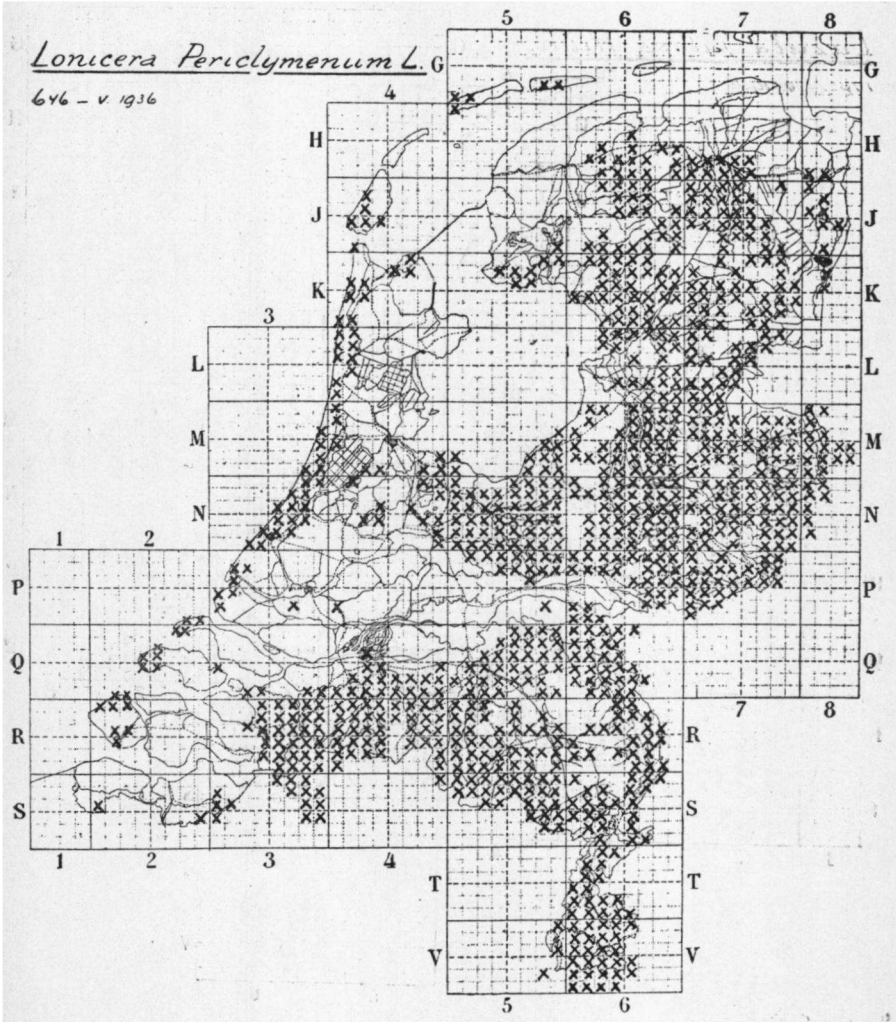 5 6 7 8
Lonicera Periclymenum L. G G
646 – v. 1936
4
H H
J J
K K
3
L L
M M
N N
1 2
P P
Q Q
7 8
R R
S S
1 2 3 4
T T
V V
5 6